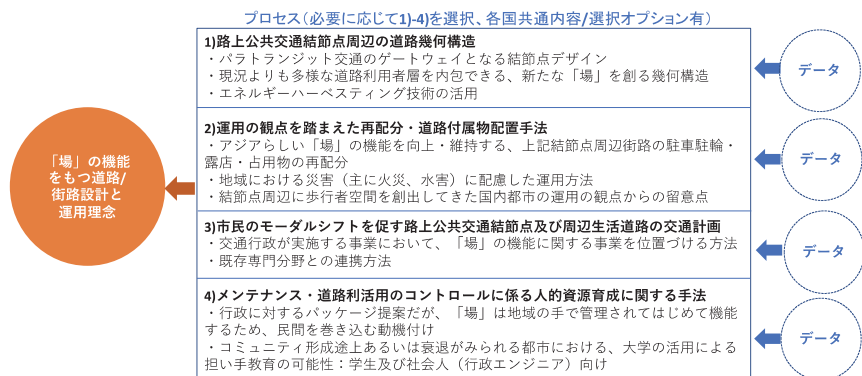 プロセス（必要に応じて1)-4)を選択、各国共通内容/選択オプション有）
1)路上公共交通結節点周辺の道路幾何構造
・パラトランジット交通のゲートウェイとなる結節点デザイン
・現況よりも多様な道路利用者層を内包できる、新たな「場」を創る幾何構造
・エネルギーハーベスティング技術の活用
データ
2)運用の観点を踏まえた再配分・道路付属物配置手法
・アジアらしい「場」の機能を向上・維持する、上記結節点周辺街路の駐車駐輪・
露店・占用物の再配分
・地域における災害（主に火災、水害）に配慮した運用方法
・結節点周辺に歩行者空間を創出してきた国内都市の運用の観点からの留意点
データ
「場」の機能
をもつ道路/
街路設計と
運用理念
3)市民のモーダルシフトを促す路上公共交通結節点及び周辺生活道路の交通計画
・交通行政が実施する事業において、「場」の機能に関する事業を位置づける方法
・既存専門分野との連携方法
データ
4)メンテナンス・道路利活用のコントロールに係る人的資源育成に関する手法
・行政に対するパッケージ提案だが、「場」は地域の手で管理されてはじめて機能
するため、民間を巻き込む動機付け
・コミュニティ形成途上あるいは衰退がみられる都市における、大学の活用による
担い手教育の可能性：学生及び社会人（行政エンジニア）向け
データ